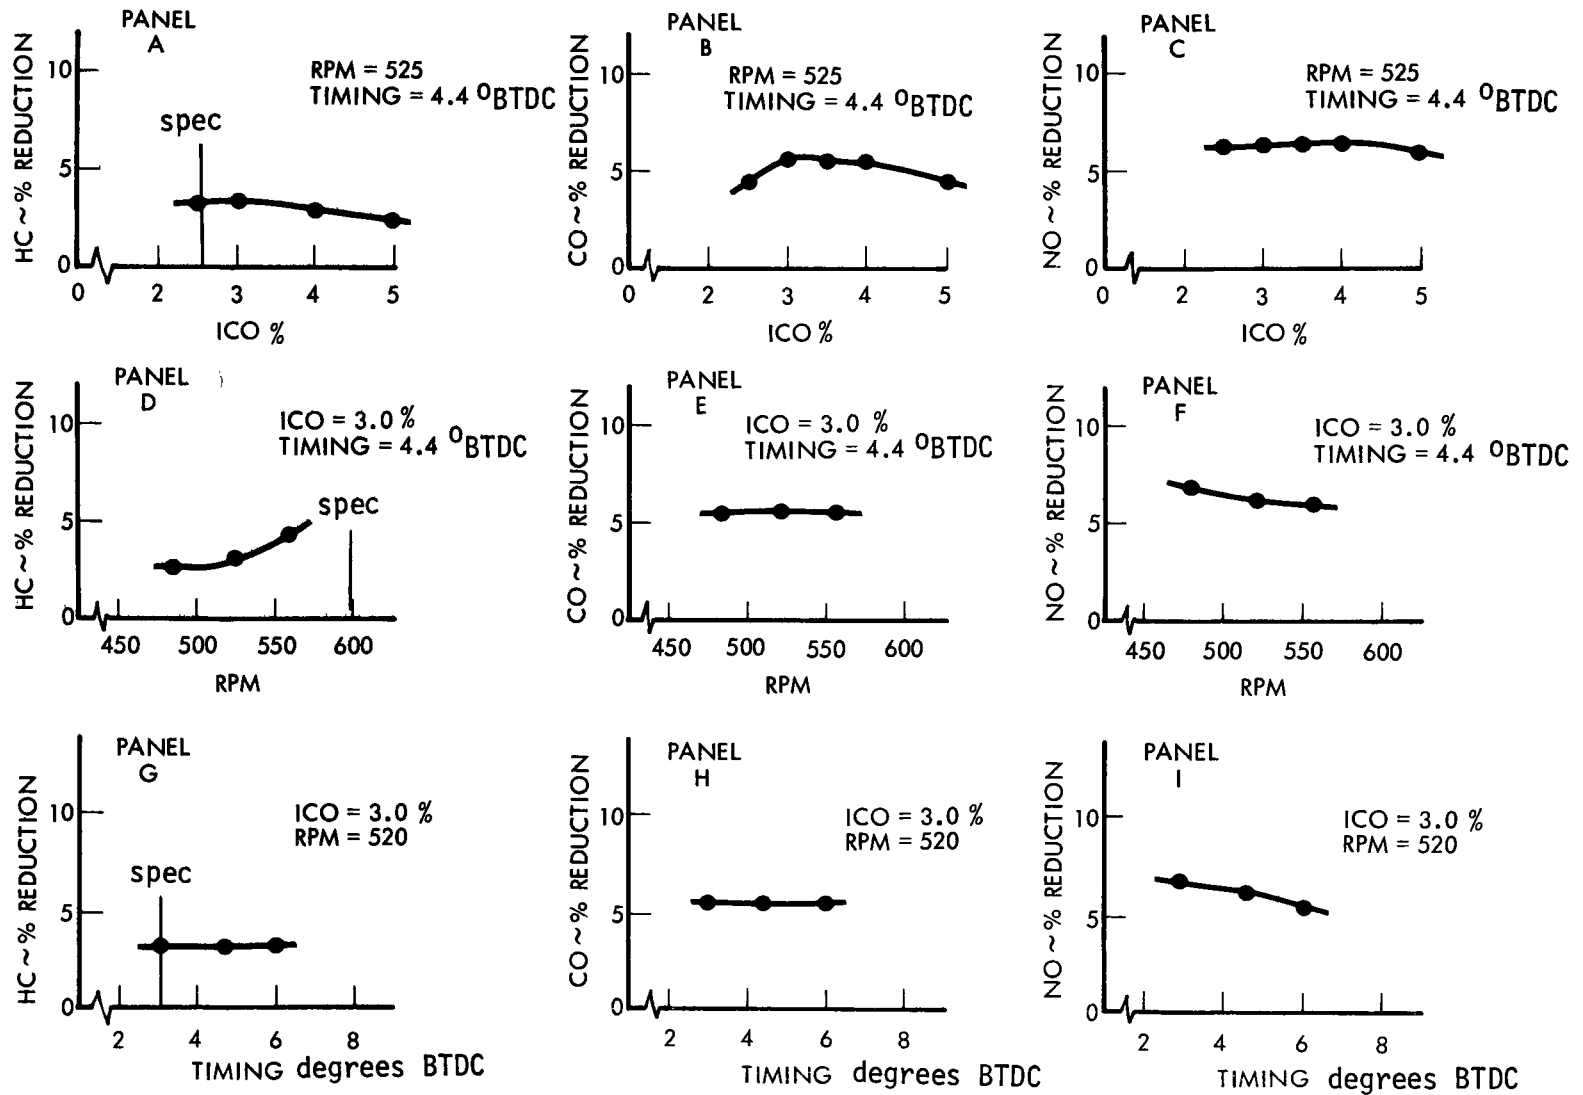 PANEL
A
HC ~ % REDUCTION
10
5
0
RPM = 525
TIMING = 4.4 ºBTDC
spec
0 2 3 4 5
ICO %
PANEL
B
CO ~ % REDUCTION
10
5
0
RPM = 525
TIMING = 4.4 ºBTDC
0 2 3 4 5
ICO %
PANEL
C
NO ~ % REDUCTION
10
5
0
RPM = 525
TIMING = 4.4 ºBTDC
0 2 3 4 5
ICO %
PANEL
D
HC ~ % REDUCTION
10
5
0
ICO = 3.0 %
TIMING = 4.4 ºBTDC
spec
450 500 550 600
RPM
PANEL
E
CO ~ % REDUCTION
10
5
0
ICO = 3.0 %
TIMING = 4.4 ºBTDC
450 500 550 600
RPM
PANEL
F
NO ~ % REDUCTION
10
5
0
ICO = 3.0 %
TIMING = 4.4 ºBTDC
450 500 550 600
RPM
PANEL
G
HC ~ % REDUCTION
10
5
0
ICO = 3.0 %
RPM = 520
spec
2 4 6 8
TIMING degrees BTDC
PANEL
H
CO ~ % REDUCTION
10
5
0
ICO = 3.0 %
RPM = 520
2 4 6 8
TIMING degrees BTDC
PANEL
I
NO ~ % REDUCTION
10
5
0
ICO = 3.0 %
RPM = 520
2 4 6 8
TIMING degrees BTDC